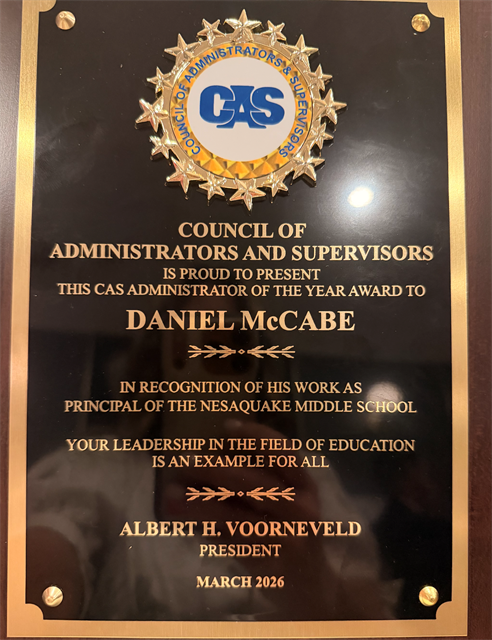 COUNCIL OF ADMINISTRATORS & SUPERVISORS
CAS
COUNCIL OF
ADMINISTRATORS AND SUPERVISORS
IS PROUD TO PRESENT
THIS CAS ADMINISTRATOR OF THE YEAR AWARD TO
DANIEL McCABE
IN RECOGNITION OF HIS WORK AS
PRINCIPAL OF THE NESAQUAKE MIDDLE SCHOOL
YOUR LEADERSHIP IN THE FIELD OF EDUCATION
IS AN EXAMPLE FOR ALL
ALBERT H. VOORNEVELD
PRESIDENT
MARCH 2026